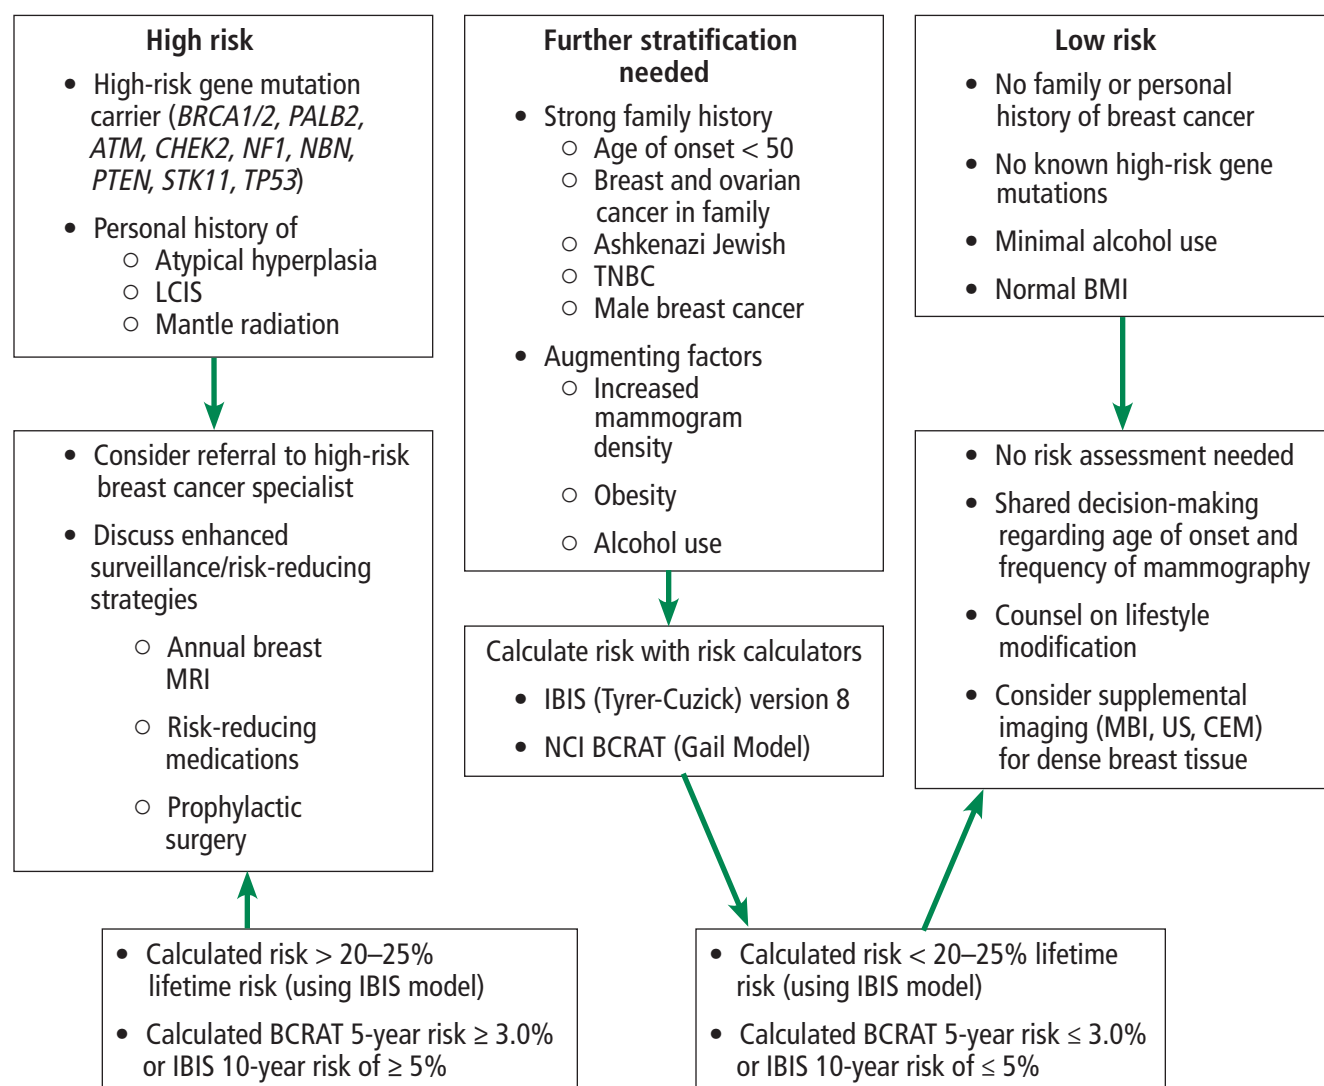 High risk
• High-risk gene mutation
carrier (BRCA1/2, PALB2,
ATM, CHEK2, NF1, NBN,
PTEN, STK11, TP53)
• Personal history of
○ Atypical hyperplasia
○ LCIS
○ Mantle radiation
Further stratification
needed
• Strong family history
○ Age of onset < 50
○ Breast and ovarian
cancer in family
○ Ashkenazi Jewish
○ TNBC
○ Male breast cancer
• Augmenting factors
○ Increased
mammogram
density
○ Obesity
○ Alcohol use
Low risk
• No family or personal
history of breast cancer
• No known high-risk gene
mutations
• Minimal alcohol use
• Normal BMI
• Consider referral to high-risk
breast cancer specialist
• Discuss enhanced
surveillance/risk-reducing
strategies
○ Annual breast
MRI
○ Risk-reducing
medications
○ Prophylactic
surgery
Calculate risk with risk calculators
• IBIS (Tyrer-Cuzick) version 8
• NCI BCRAT (Gail Model)
• No risk assessment needed
• Shared decision-making
regarding age of onset and
frequency of mammography
• Counsel on lifestyle
modification
• Consider supplemental
imaging (MBI, US, CEM)
for dense breast tissue
• Calculated risk > 20–25%
lifetime risk (using IBIS model)
• Calculated BCRAT 5-year risk ≥ 3.0%
or IBIS 10-year risk of ≥ 5%
• Calculated risk < 20–25% lifetime
risk (using IBIS model)
• Calculated BCRAT 5-year risk ≤ 3.0%
or IBIS 10-year risk of ≤ 5%